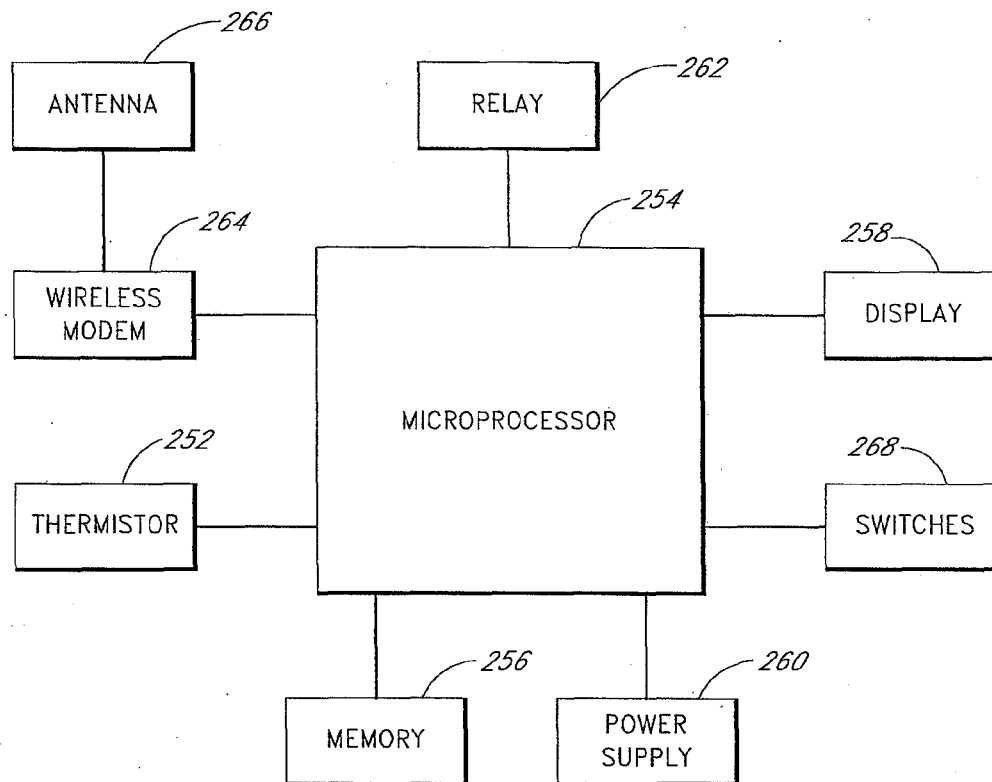 266
ANTENNA
262
RELAY
264
WIRELESS
MODEM
254
MICROPROCESSOR
258
DISPLAY
252
THERMISTOR
268
SWITCHES
256
MEMORY
260
POWER
SUPPLY